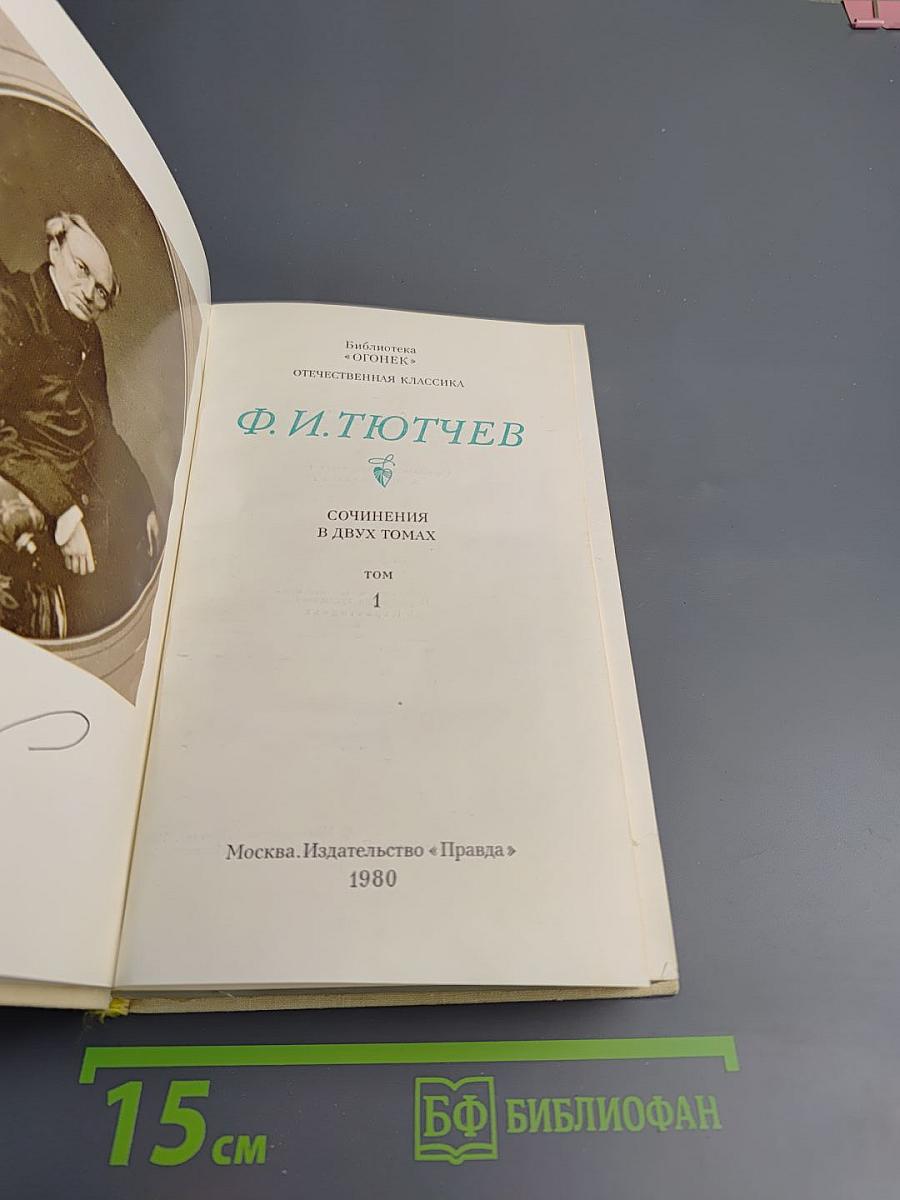 Библиотека
«ОГОНЕК»
ОТЕЧЕСТВЕННАЯ КЛАССИКА
Ф. И. ТЮТЧЕВ
СОЧИНЕНИЯ
В ДВУХ ТОМАХ
ТОМ
1
Москва. Издательство «Правда»
1980
15 см
БФ БИБЛИОФАН